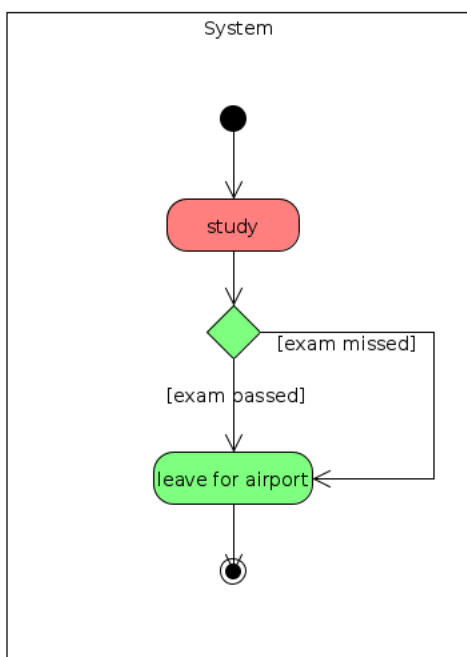 System
study
[exam missed]
[exam passed]
leave for airport